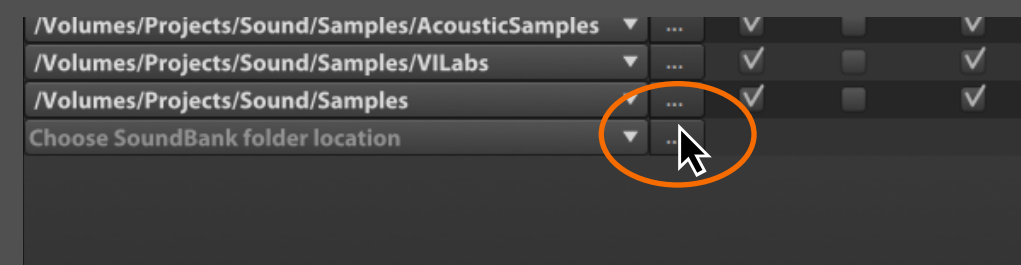 /Volumes/Projects/Sound/Samples/AcousticSamples ...
/Volumes/Projects/Sound/Samples/VILabs ...
/Volumes/Projects/Sound/Samples ...
Choose SoundBank folder location ...